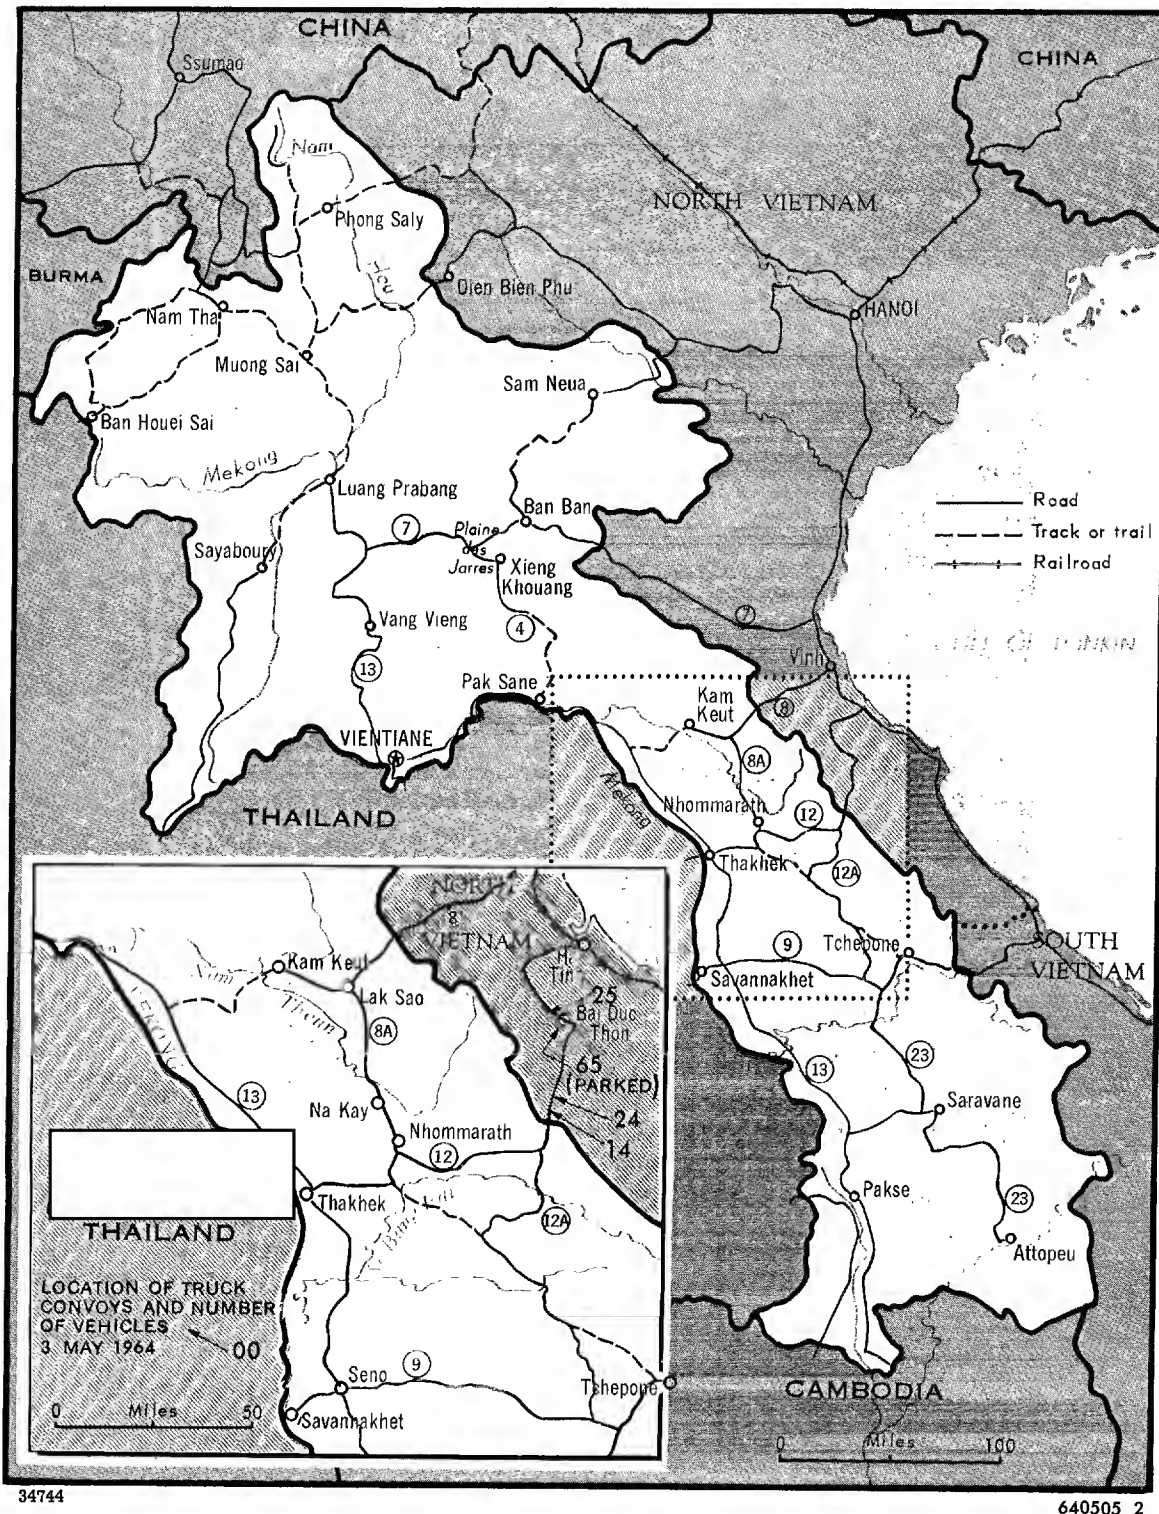 CHINA
CHINA
Ssumao
Nam
NORTH VIETNAM
Phong Saly
Hou
BURMA
Dien Bien Phu
Nam Tha
HANOI
Muong Sai
Sam Neua
Ban Houei Sai
Mekong
Luang Prabang
Road
Ban Ban
7
Plaine
des
Jarres
Track or trail
Sayaboury
Xieng
Khouang
Railroad
7
Vang Vieng
4
13
Vinh
Pak Sane
Kam
Keut
8
VIENTIANE
8A
Mekong
THAILAND
Nhommarath
12
Thakhek
12A
9
Tchepone
SOUTH
VIETNAM
Savannakhet
13
23
Saravane
Pakse
23
Attopeu
CAMBODIA
0 Miles 100
NORTH
VIETNAM
8
Kam Keut
Nam
Theun
Lak Sao
H.
Tin
25
Bai Duc
Thon
8A
65
(PARKED)
13
Na Kay
24
Nhommarath
14
12
Thakhek
12A
THAILAND
LOCATION OF TRUCK
CONVOYS AND NUMBER
OF VEHICLES
3 MAY 1964
00
Seno
9
Tchepone
0 Miles 50
Savannakhet
34744
640505 2